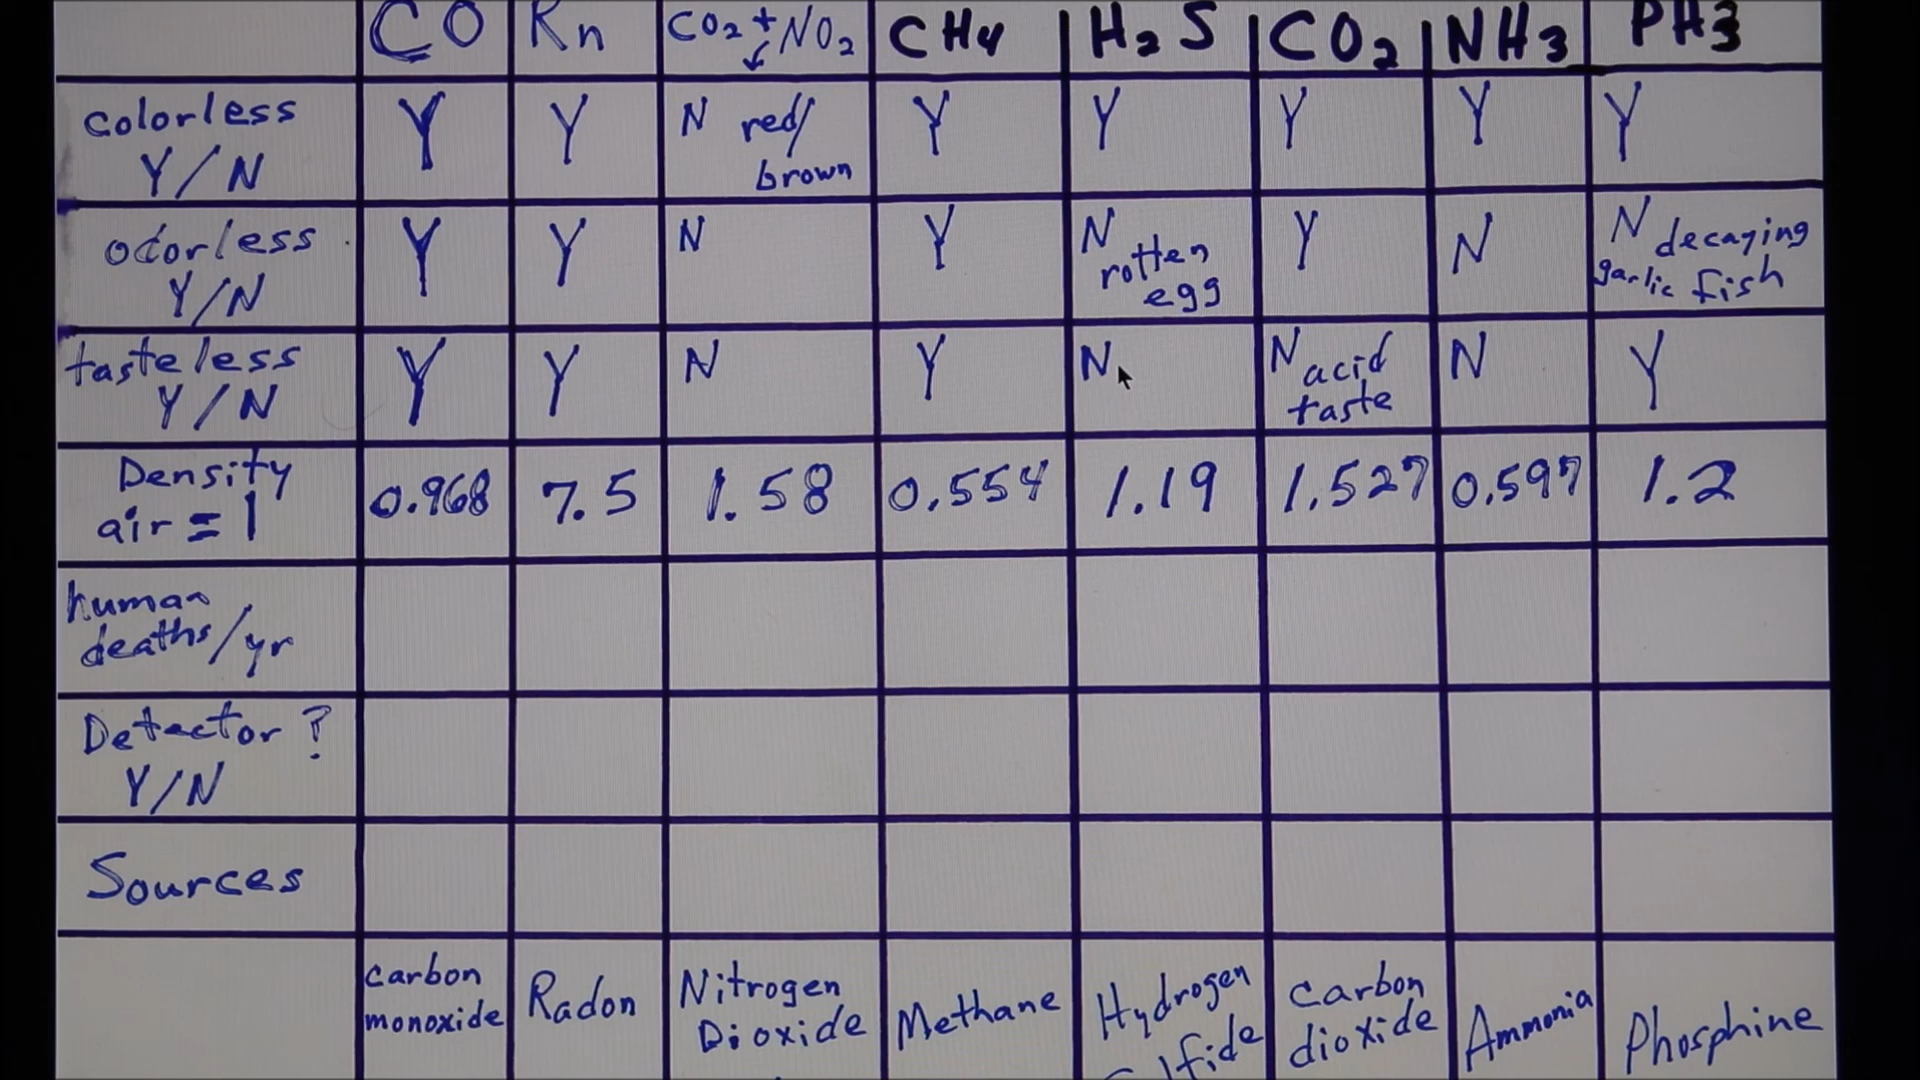 CO Rn CO2 + NO2 CH4 H2S CO2 NH3 PH3
colorless Y/N Y Y N red/brown Y Y Y Y Y
odorless Y/N Y Y N Y N rotten egg Y N N decaying garlic fish
tasteless Y/N Y Y N Y N N acid taste N Y
Density air = 1 0.968 7.5 1.58 0.554 1.19 1.527 0.597 1.2
human deaths/yr
Detector? Y/N
Sources
carbon monoxide Radon Nitrogen Dioxide Methane Hydrogen Carbon dioxide Ammonia Phosphine